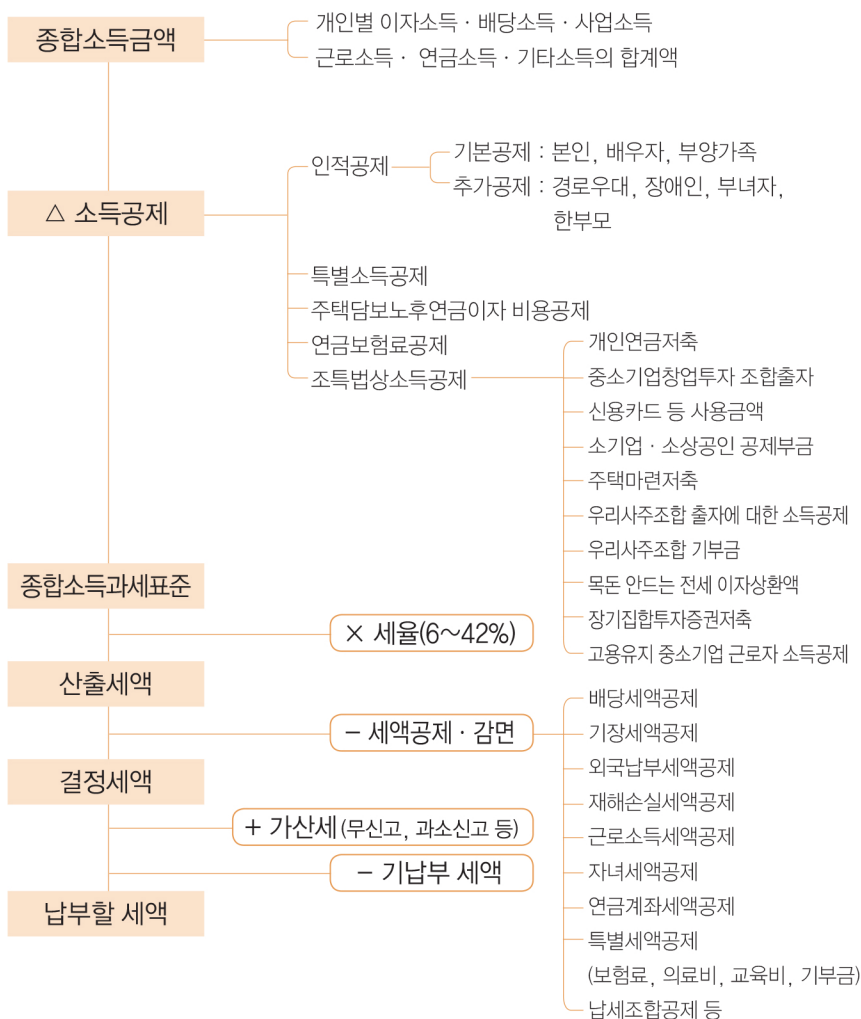 종합소득금액
개인별 이자소득 · 배당소득 · 사업소득
근로소득 · 연금소득 · 기타소득의 합계액
△ 소득공제
인적공제
기본공제 : 본인, 배우자, 부양가족
추가공제 : 경로우대, 장애인, 부녀자,
한부모
특별소득공제
주택담보노후연금이자 비용공제
연금보험료공제
조특법상소득공제
개인연금저축
중소기업창업투자 조합출자
신용카드 등 사용금액
소기업 · 소상공인 공제부금
주택마련저축
우리사주조합 출자에 대한 소득공제
우리사주조합 기부금
목돈 안드는 전세 이자상환액
장기집합투자증권저축
고용유지 중소기업 근로자 소득공제
종합소득과세표준
× 세율(6~42%)
산출세액
− 세액공제 · 감면
배당세액공제
기장세액공제
외국납부세액공제
재해손실세액공제
근로소득세액공제
자녀세액공제
연금계좌세액공제
특별세액공제
(보험료, 의료비, 교육비, 기부금)
납세조합공제 등
결정세액
+ 가산세(무신고, 과소신고 등)
− 기납부 세액
납부할 세액